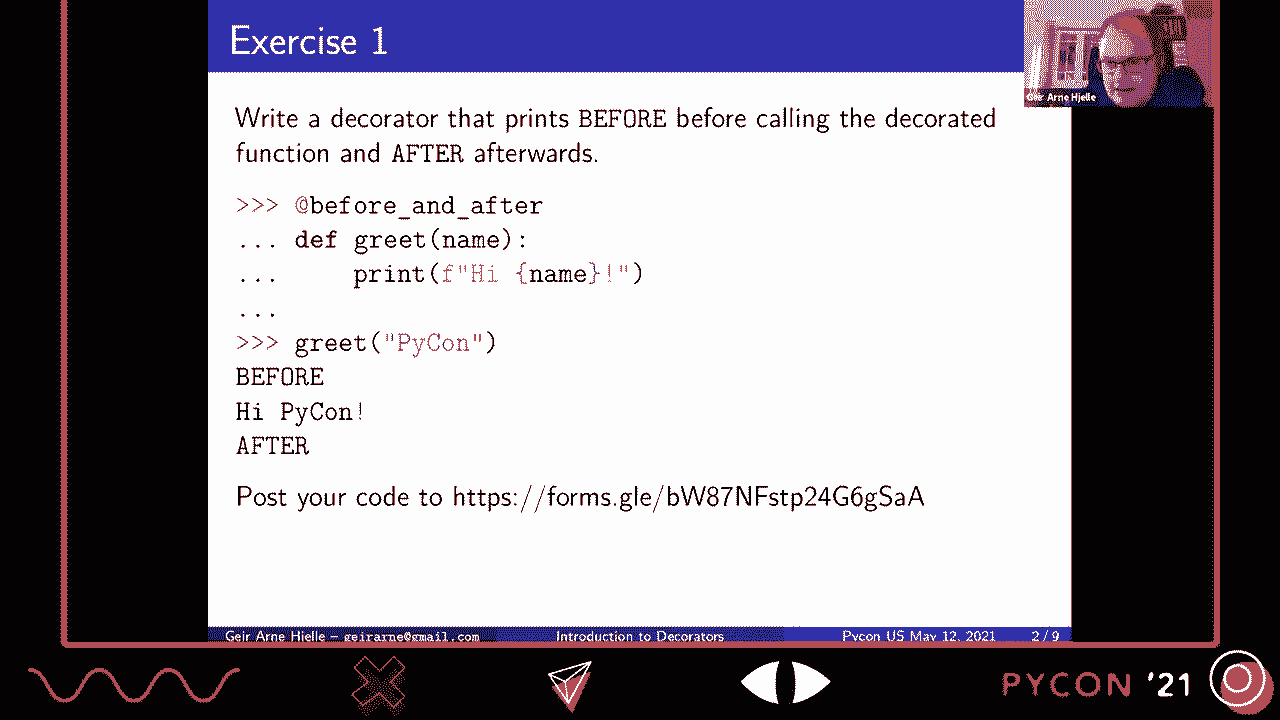 Exercise 1
Geir Arne Hjelle
Write a decorator that prints BEFORE before calling the decorated
function and AFTER afterwards.
>>> @before_and_after
... def greet(name):
...     print(f"Hi {name}!")
...
>>> greet("PyCon")
BEFORE
Hi PyCon!
AFTER
Post your code to https://forms.gle/bW87NFstp24G6gSaA
Geir Arne Hjelle – geirarne@gmail.com Introduction to Decorators Pycon US May 12, 2021 2 / 9
PYCON '21